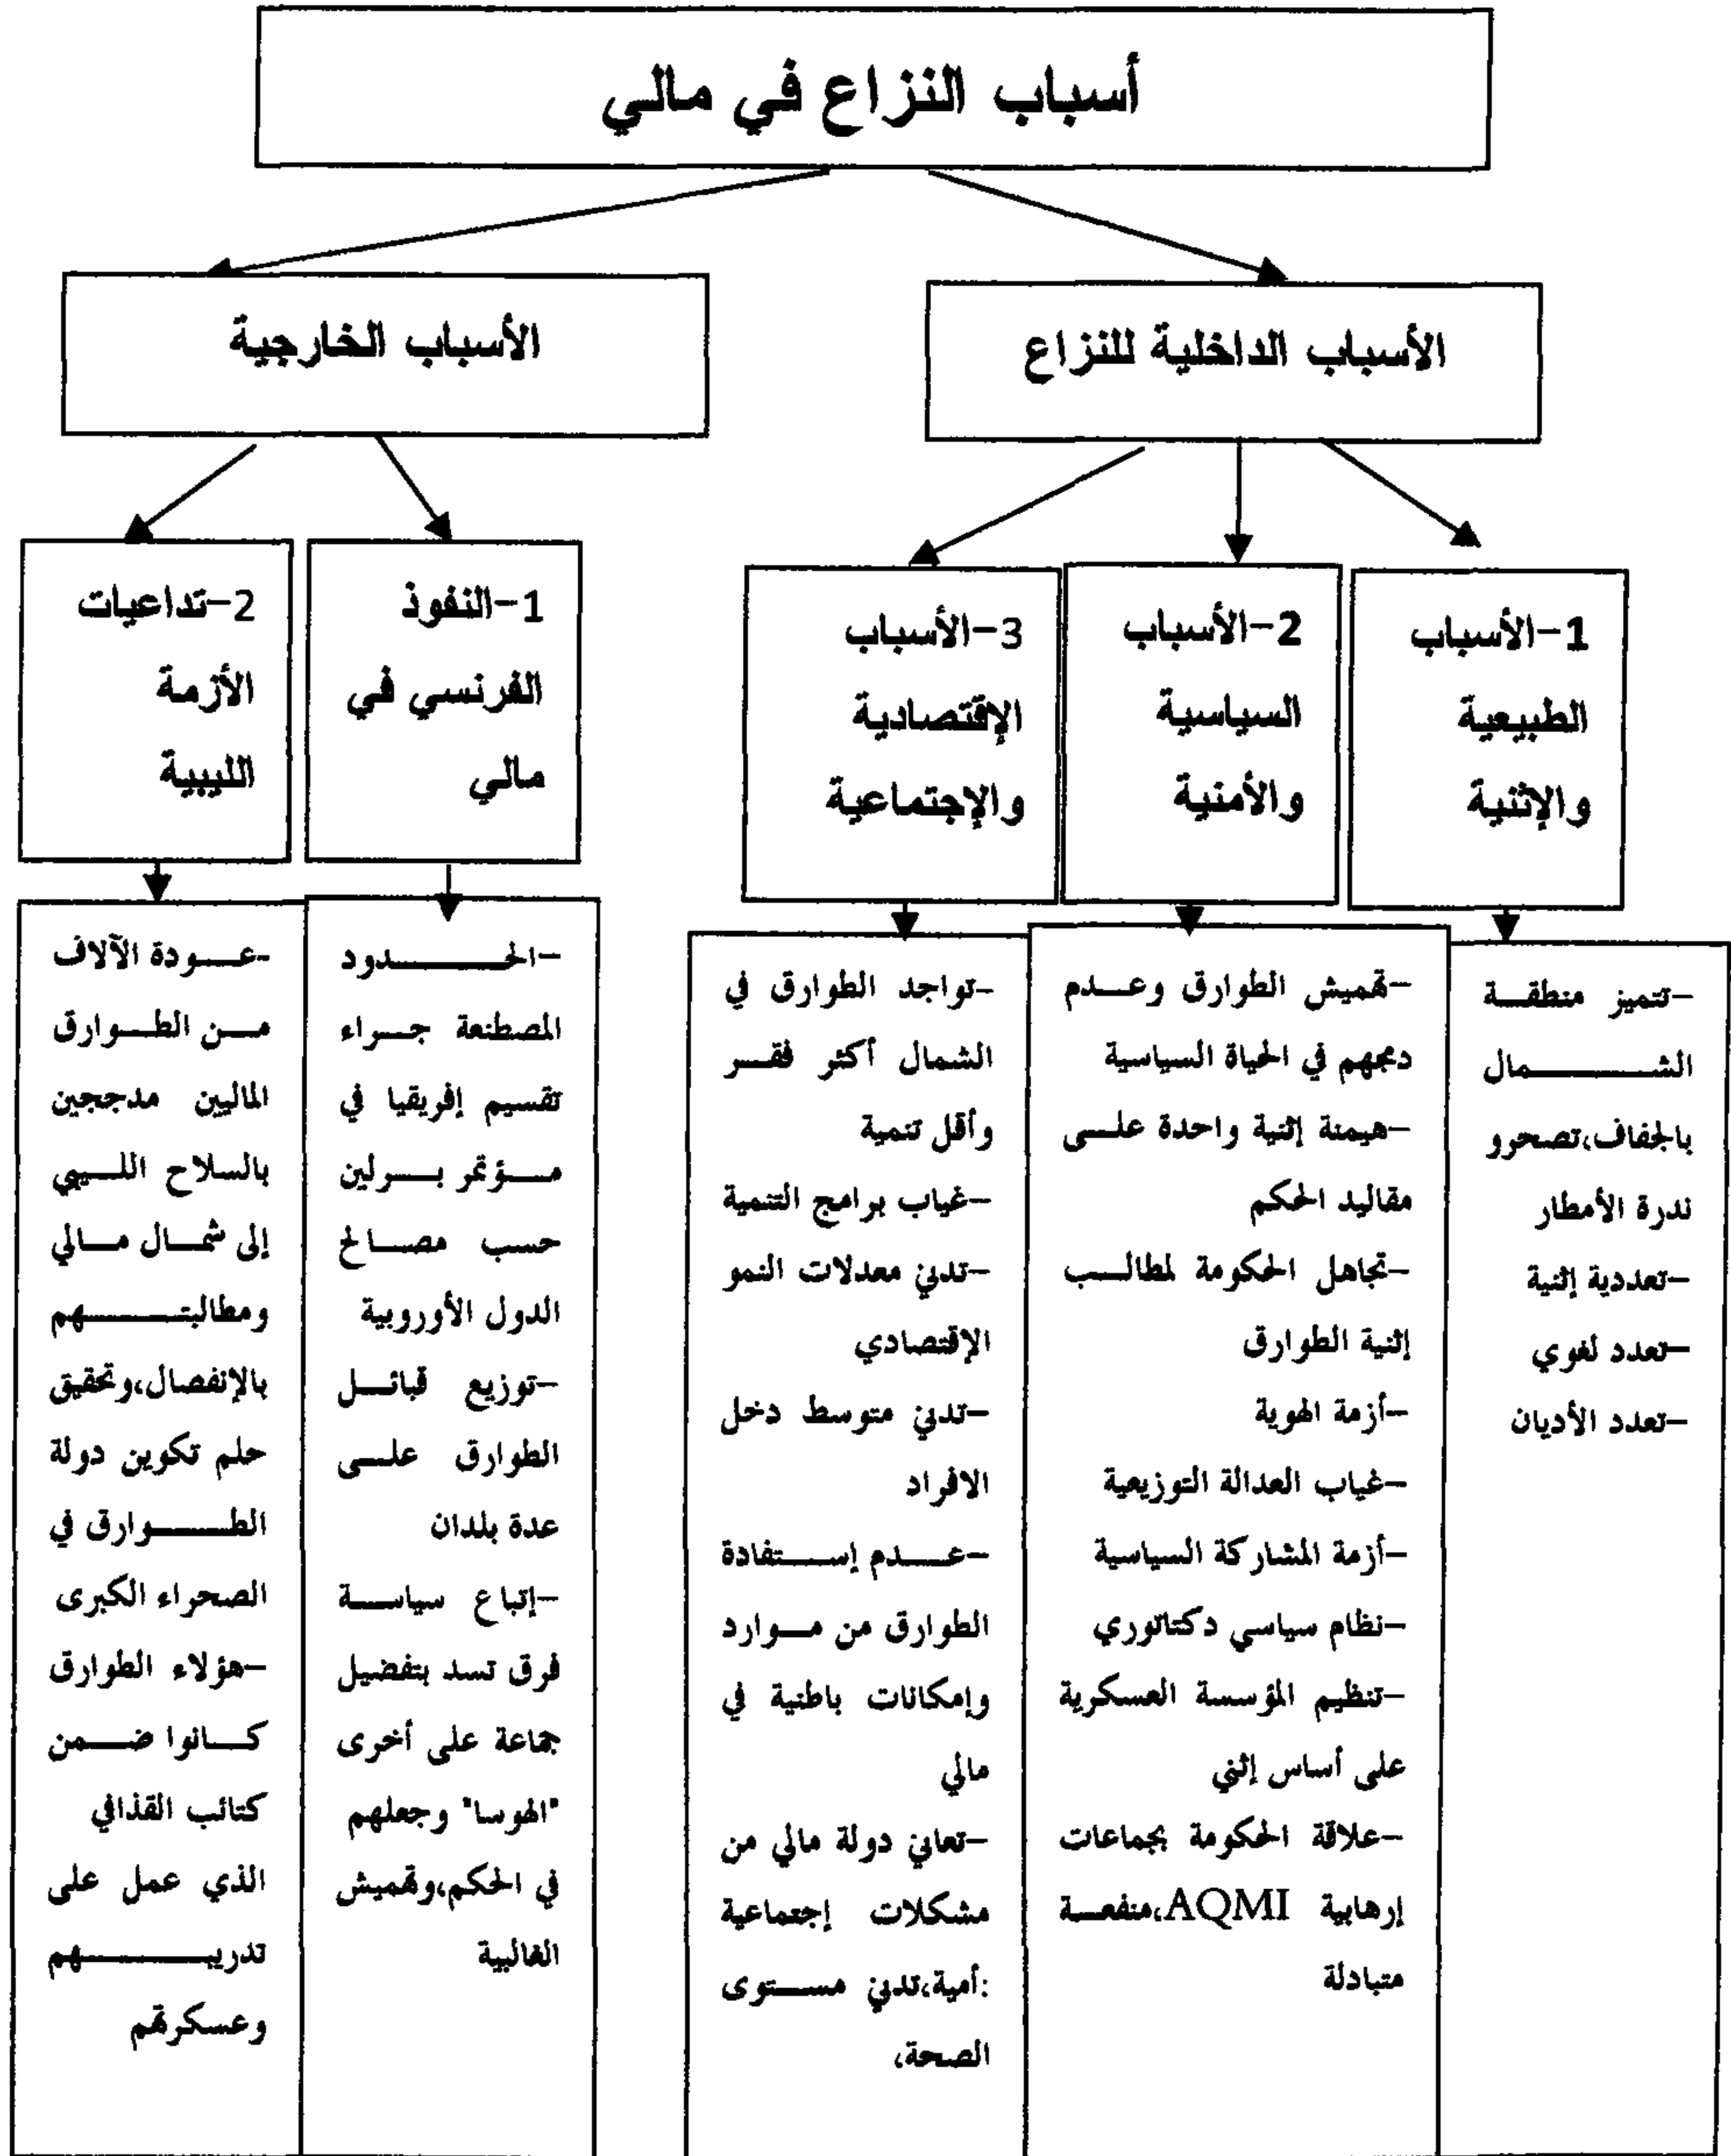 أسباب النزاع في مالي
الأسباب الداخلية للنزاع
الأسباب الخارجية
1-الأسباب
الطبيعية
والإثنية
2-الأسباب
السياسية
والأمنية
3-الأسباب
الإقتصادية
والإجتماعية
1-النفوذ
الفرنسي في
مالي
2-تداعيات
الأزمة
الليبية
-تتميز منطقة
الشمال
بالجفاف،تصحرو
ندرة الأمطار
-تعددية إثنية
-تعدد لغوي
-تعدد الأديان
-تهميش الطوارق وعدم
دمجهم في الحياة السياسية
-هيمنة إثنية واحدة على
مقاليد الحكم
-تجاهل الحكومة لمطالب
إثنية الطوارق
-أزمة الهوية
-غياب العدالة التوزيعية
-أزمة المشاركة السياسية
-نظام سياسي دكتاتوري
-تنظيم المؤسسة العسكرية
على أساس إثني
-علاقة الحكومة بجماعات
إرهابية AQMI،منفعة
متبادلة
-تواجد الطوارق في
الشمال أكثر فقر
وأقل تنمية
-غياب برامج التنمية
-تدني معدلات النمو
الإقتصادي
-تدني متوسط دخل
الافراد
-عدم إستفادة
الطوارق من موارد
وإمكانات باطنية في
مالي
-تعاني دولة مالي من
مشكلات إجتماعية
:أمية،تدني مستوى
الصحة،
-الحدود
المصطنعة جراء
تقسيم إفريقيا في
مؤتمر برلين
حسب مصالح
الدول الأوروبية
-توزيع قبائل
الطوارق على
عدة بلدان
-إتباع سياسة
فرق تسد بتفضيل
جماعة على أخرى
"الهوسا" وجعلهم
في الحكم،وتهميش
الغالبية
-عودة الآلاف
من الطوارق
الماليين مدججين
بالسلاح الليبي
إلى شمال مالي
ومطالبتهم
بالإنفصال،وتحقيق
حلم تكوين دولة
الطوارق في
الصحراء الكبرى
-هؤلاء الطوارق
كانوا ضمن
كتائب القذافي
الذي عمل على
تدريبهم
وعسكرتهم